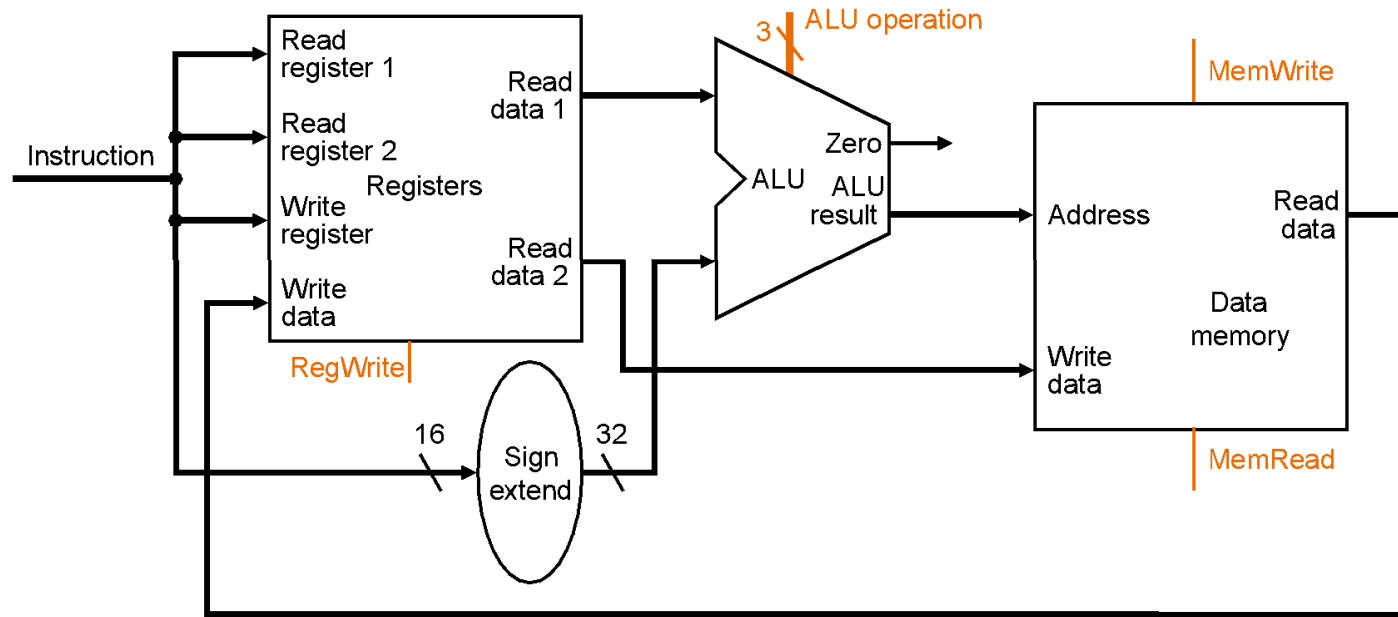 Instruction
Read
register 1
Read
register 2
Registers
Write
register
Write
data
Read
data 1
Read
data 2
RegWrite
16
Sign
extend
32
3
ALU operation
ALU
Zero
ALU
result
MemWrite
Address
Read
data
Data
memory
Write
data
MemRead